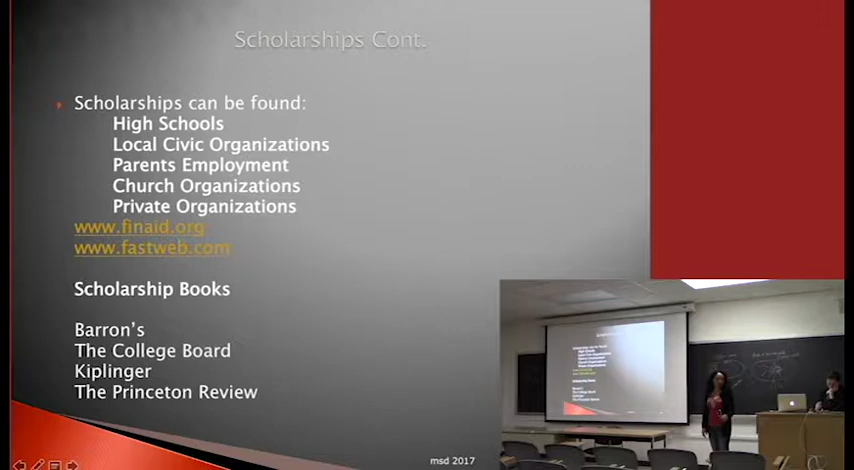 Scholarships Cont.
Scholarships can be found:
High Schools
Local Civic Organizations
Parents Employment
Church Organizations
Private Organizations
www.finaid.org
www.fastweb.com
Scholarship Books
Barron's
The College Board
Kiplinger
The Princeton Review
msd 2017